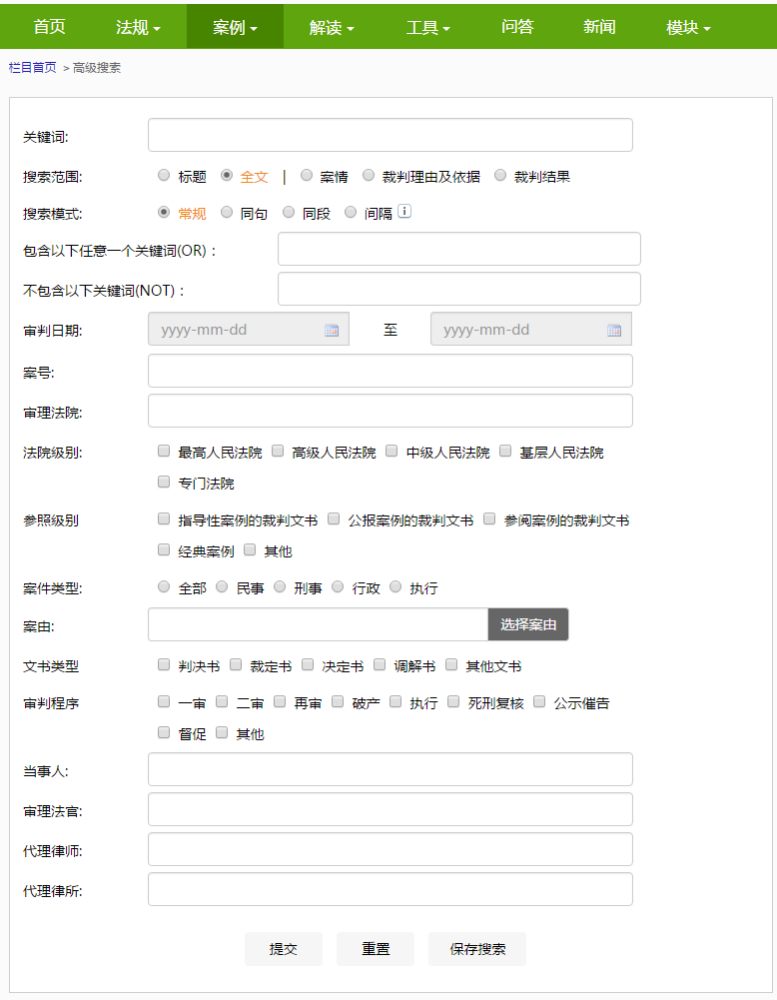 首页 法规 案例 解读 工具 问答 新闻 模块
栏目首页 > 高级搜索
关键词:
搜索范围: 标题 全文 | 案情 裁判理由及依据 裁判结果
搜索模式: 常规 同句 同段 间隔 i
包含以下任意一个关键词(OR) :
不包含以下关键词(NOT) :
审判日期: yyyy-mm-dd 至 yyyy-mm-dd
案号:
审理法院:
法院级别: 最高人民法院 高级人民法院 中级人民法院 基层人民法院
专门法院
参照级别 指导性案例的裁判文书 公报案例的裁判文书 参阅案例的裁判文书
经典案例 其他
案件类型: 全部 民事 刑事 行政 执行
案由: 选择案由
文书类型 判决书 裁定书 决定书 调解书 其他文书
审判程序 一审 二审 再审 破产 执行 死刑复核 公示催告
督促 其他
当事人:
审理法官:
代理律师:
代理律所:
提交 重置 保存搜索